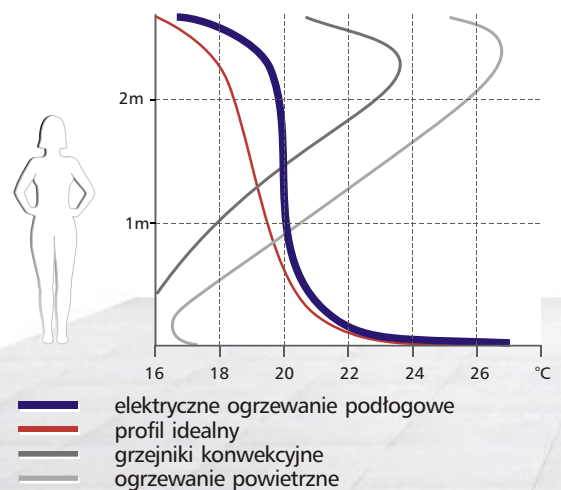 2m
1m
16 18 20 22 24 26 °C
elektryczne ogrzewanie podłogowe
profil idealny
grzejniki konwekcyjne
ogrzewanie powietrzne